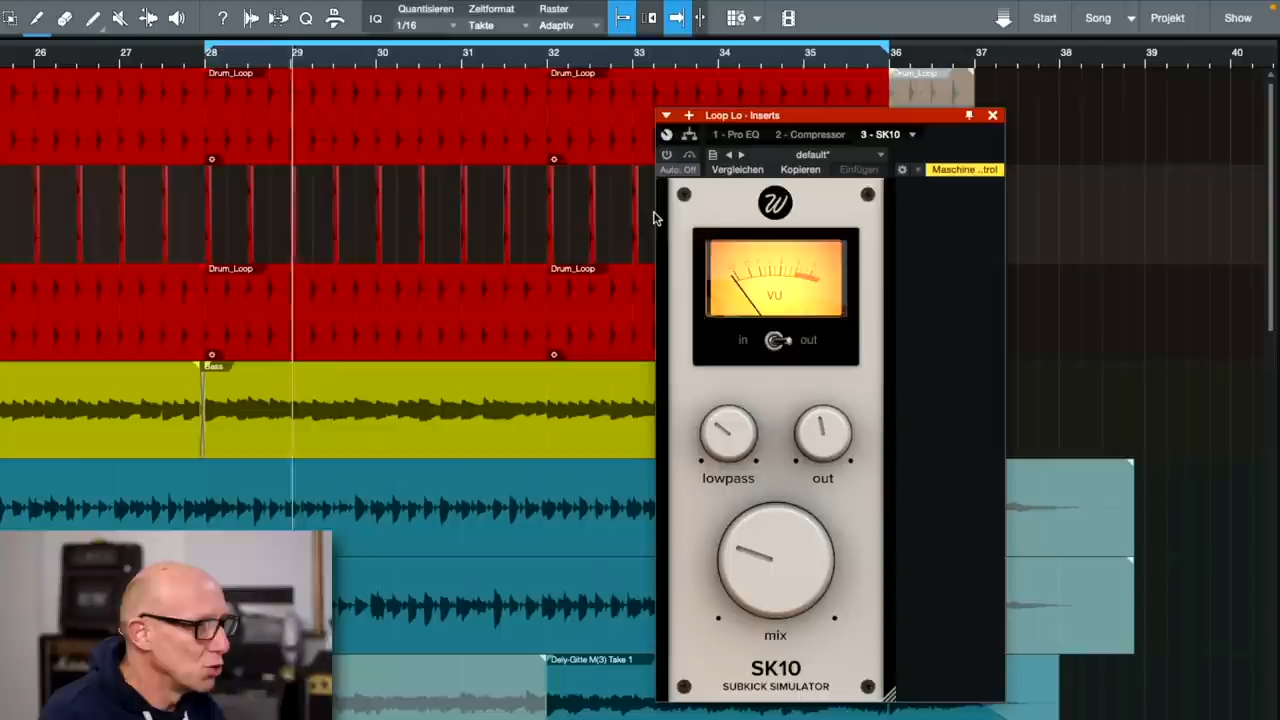 ?
IQ
Quantisieren
1/16
Zeitformat
Takte
Raster
Adaptiv
Start
Song
Projekt
Show
26 27 28 29 30 31 32 33 34 35 36 37 38 39 40
Drum_Loop
Drum_Loop
Drum_Loop
Loop Lo - Inserts
1 - Pro EQ 2 - Compressor 3 - SK10
default*
Auto: Off Vergleichen Kopieren Einfügen Maschine ..trol
W
VU
in out
Drum_Loop
Drum_Loop
Bass
lowpass out
mix
SK10
SUBKICK SIMULATOR
Dely-Gitte M(3) Take 1